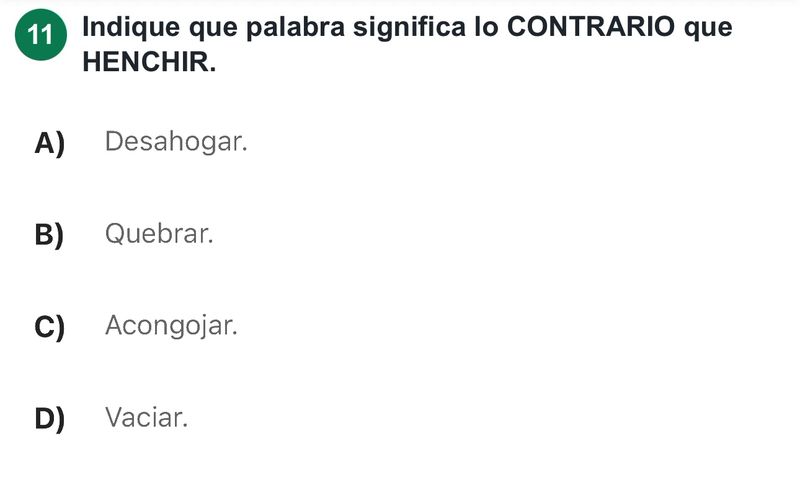 11 Indique que palabra significa lo CONTRARIO que
HENCHIR.
A) Desahogar.
B) Quebrar.
C) Acongojar.
D) Vaciar.